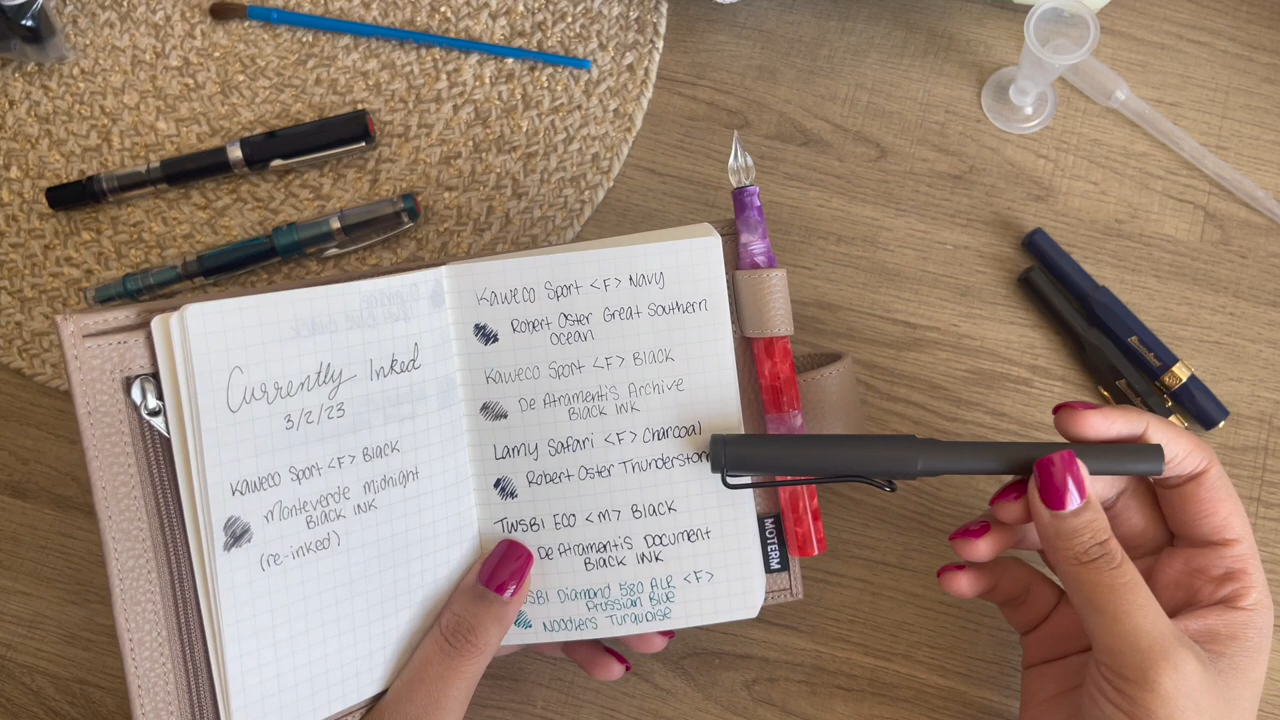 Currently Inked
3/2/23
Kaweco Sport <F> Black
Monteverde Midnight
Black Ink
(re-inked)
Kaweco Sport <F> Navy
Robert Oster Great Southern
Ocean
Kaweco Sport <F> Black
De Atramentis Archive
Black Ink
Lamy Safari <F> Charcoal
Robert Oster Thunderstorm
TWSBI ECO <M> Black
De Atramentis Document
Black Ink
TWSBI Diamond 580 ALR <F>
Prussian Blue
Noodlers Turquoise
MOTERM